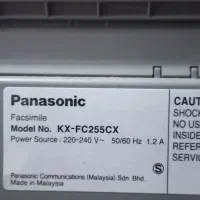 Panasonic
Facsimile
Model No. KX-FC255CX
Power Source : 220-240 V~ 50/60 Hz 1.2 A
Panasonic Communications (Malaysia) Sdn. Bhd.
Made in Malaysia
CAUT
SHOCK
NO US
INSIDE
REFER
SERVIC